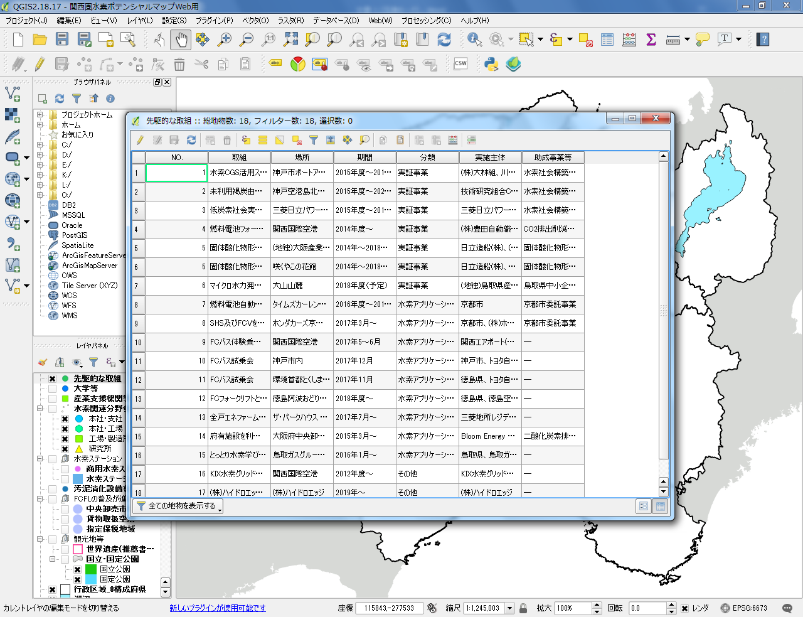 QGIS2.18.17 - 関西圏水素ポテンシャルマップWeb用
プロジェクト(J) 編集(E) ビュー(V) レイヤ(L) 設定(S) プラグイン(P) ベクタ(O) ラスタ(R) データベース(D) Web(W) プロセッシング(C) ヘルプ(H)
CSW
ブラウザパネル
プロジェクトホーム
ホーム
お気に入り
C:/
D:/
E:/
K:/
L:/
O:/
DB2
MSSQL
Oracle
PostGIS
SpatiaLite
ArcGisFeatureServer
ArcGisMapServer
OWS
Tile Server (XYZ)
WCS
WFS
WMS
レイヤパネル
先駆的な取組
大学等
産業支援機関
水素関連分野
本社・支社
本社・工場
工場・製造
研究所
水素ステーション
商用水素ス
水素ステー
汚泥消化設備
FCFLの普及が
中央卸売市
貨物取扱空
指定保税地域
観光地等
世界遺産(推薦書…
国立・国定公園
国立公園
国定公園
行政区域_8構成府県
先駆的な取組 :: 総地物数: 18, フィルター数: 18, 選択数: 0
NO. 取組 場所 期間 分類 実施主体 助成事業等
1 1 水素CGS活用ス… 神戸市ポートア… 2015年度～201… 実証事業 (株)大林組、川… 水素社会構築…
2 2 未利用褐炭由… 神戸空港島北… 2015年度～201… 実証事業 技術研究組合C… 水素社会構築…
3 3 低炭素社会実… 三菱日立パワー… 2015年度～201… 実証事業 三菱日立パワー… 水素社会構築…
4 4 燃料電池フォー… 関西国際空港 2014年度～ 実証事業 (株)豊田自動織… CO2排出削減…
5 5 固体酸化物形… (地独)大阪産業… 2014年～2018… 実証事業 日立造船(株)、(… 固体酸化物形…
6 5 固体酸化物形… 咲くやこの花館 2014年～2018… 実証事業 日立造船(株)、… 固体酸化物形…
7 6 マイクロ水力発… 大山山麓 2018年度(予定) 実証事業 (地独)鳥取県産… 鳥取県中小企…
8 7 燃料電池自動… タイムズカーレン… 2016年度～201… 水素アプリケーシ… 京都市 京都市委託事業
9 8 SHS及びFCVを… ホンダカーズ京… 2017年3月～ 水素アプリケーシ… 京都市、(株)ホ… 京都市委託事業
10 9 FCバス体験乗… 関西国際空港 2017年5～6月 水素アプリケーシ… 関西エアポート(… ―
11 10 FCバス試乗会 神戸市内 2017年12月 水素アプリケーシ… 神戸市、トヨタ自… ―
12 11 FCバス試乗会 環境首都とくしま… 2017年11月 水素アプリケーシ… 徳島県、トヨタ自… ―
13 12 FCフォークリフトと… 徳島阿波おどり… 2018年度～ 水素アプリケーシ… 徳島県、徳島空… ―
14 13 全戸エネファーム… ザ・パークハウス … 2017年7月～ 水素アプリケーシ… 三菱地所レジデ… ―
15 14 府有施設を利… 大阪府中央卸… 2015年3月～ 水素アプリケーシ… Bloom Energy … 二酸化炭素排…
16 15 とっとり水素学び… 鳥取ガスグルー… 2016年1月～ 水素アプリケーシ… 鳥取県、鳥取ガ… ―
17 16 KIX水素グリッド… 関西国際空港 2012年度～ その他 KIX水素グリッド… ―
18 17 (株)ハイドロエッ… (株)ハイドロエッジ 2019年～ その他 (株)ハイドロエッ… ―
全ての地物を表示する
カレントレイヤの編集モードを切り替える 新しいプラグインが使用可能です 座標 115843,-277533 縮尺 1:1,245,003 拡大 100% 回転 0.0 レンダ EPSG:6673